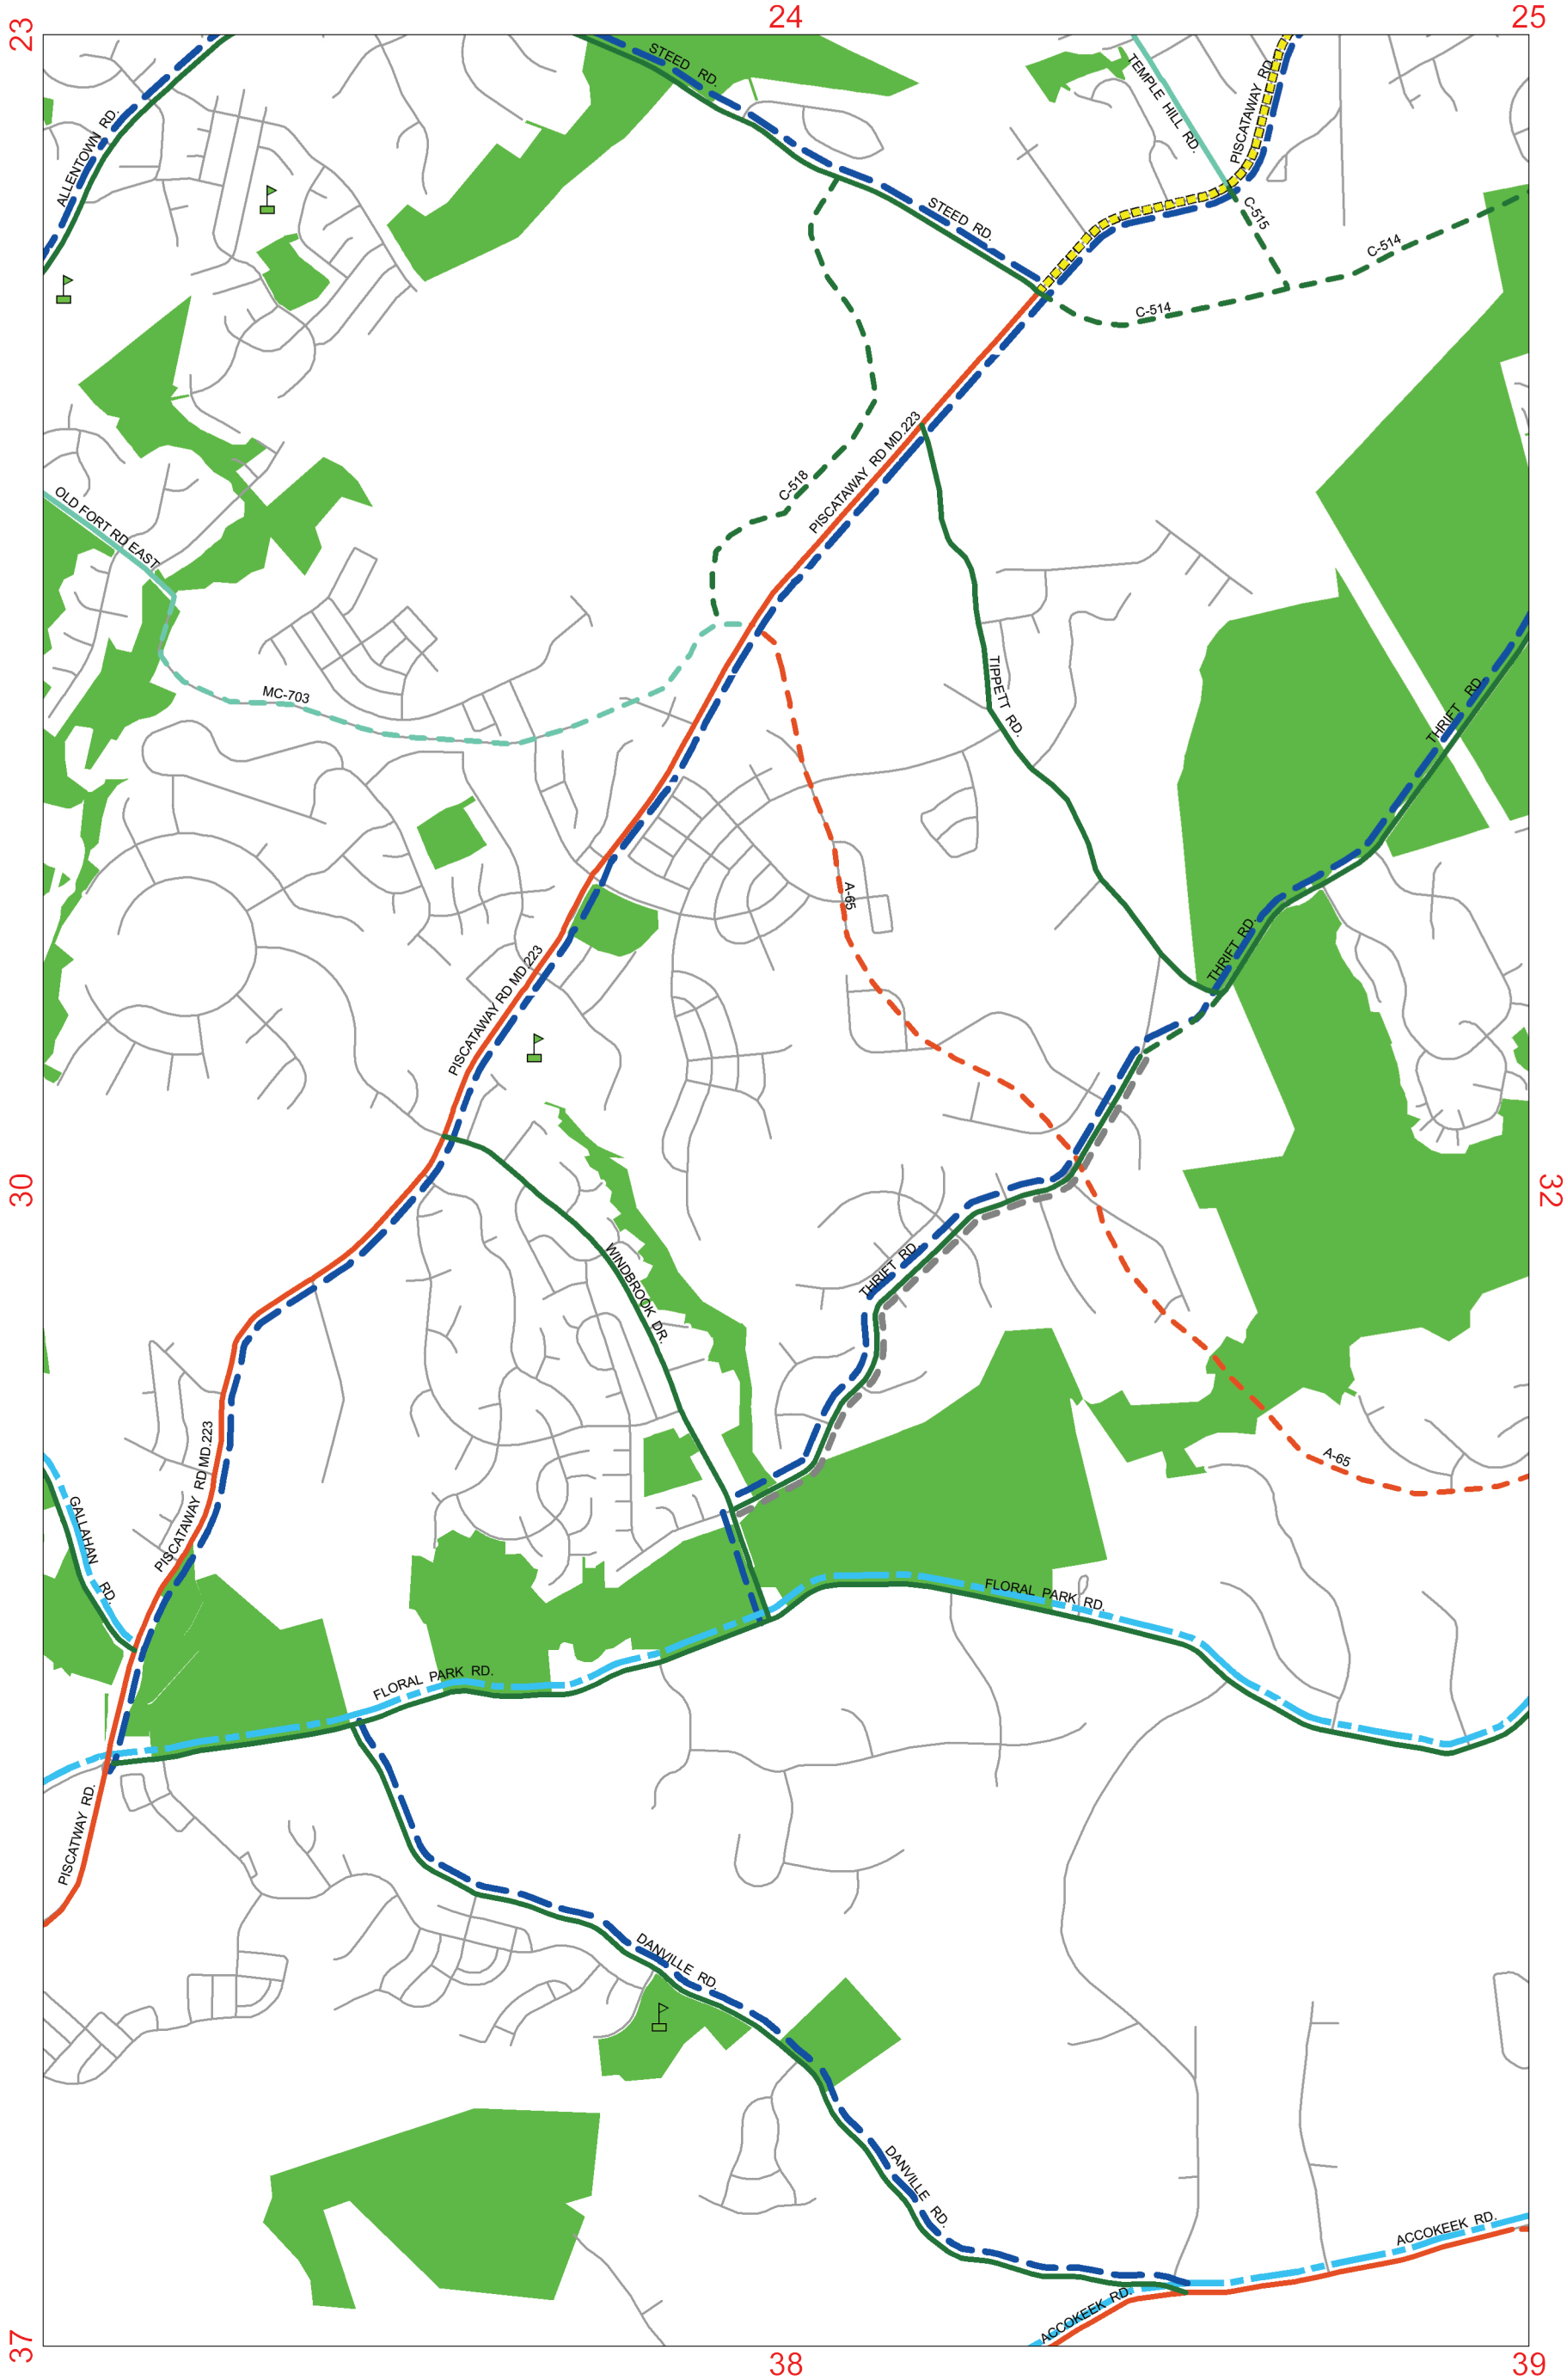 23
24
25
STEED RD.
TEMPLE HILL RD.
PISCATAWAY RD.
ALLENTOWN RD.
STEED RD.
C-515
C-514
C-514
PISCATAWAY RD MD.223
C-518
OLD FORT RD EAST
MC-703
TIPPETT RD.
THRIFT RD.
A-65
THRIFT RD.
PISCATAWAY RD MD.223
30
32
THRIFT RD.
WINDBROOK DR.
PISCATAWAY RD MD.223
A-65
GALLAHAN RD.
FLORAL PARK RD.
FLORAL PARK RD.
PISCATWAY RD.
DANVILLE RD.
DANVILLE RD.
ACCOKEEK RD.
ACCOKEEK RD.
37
38
39